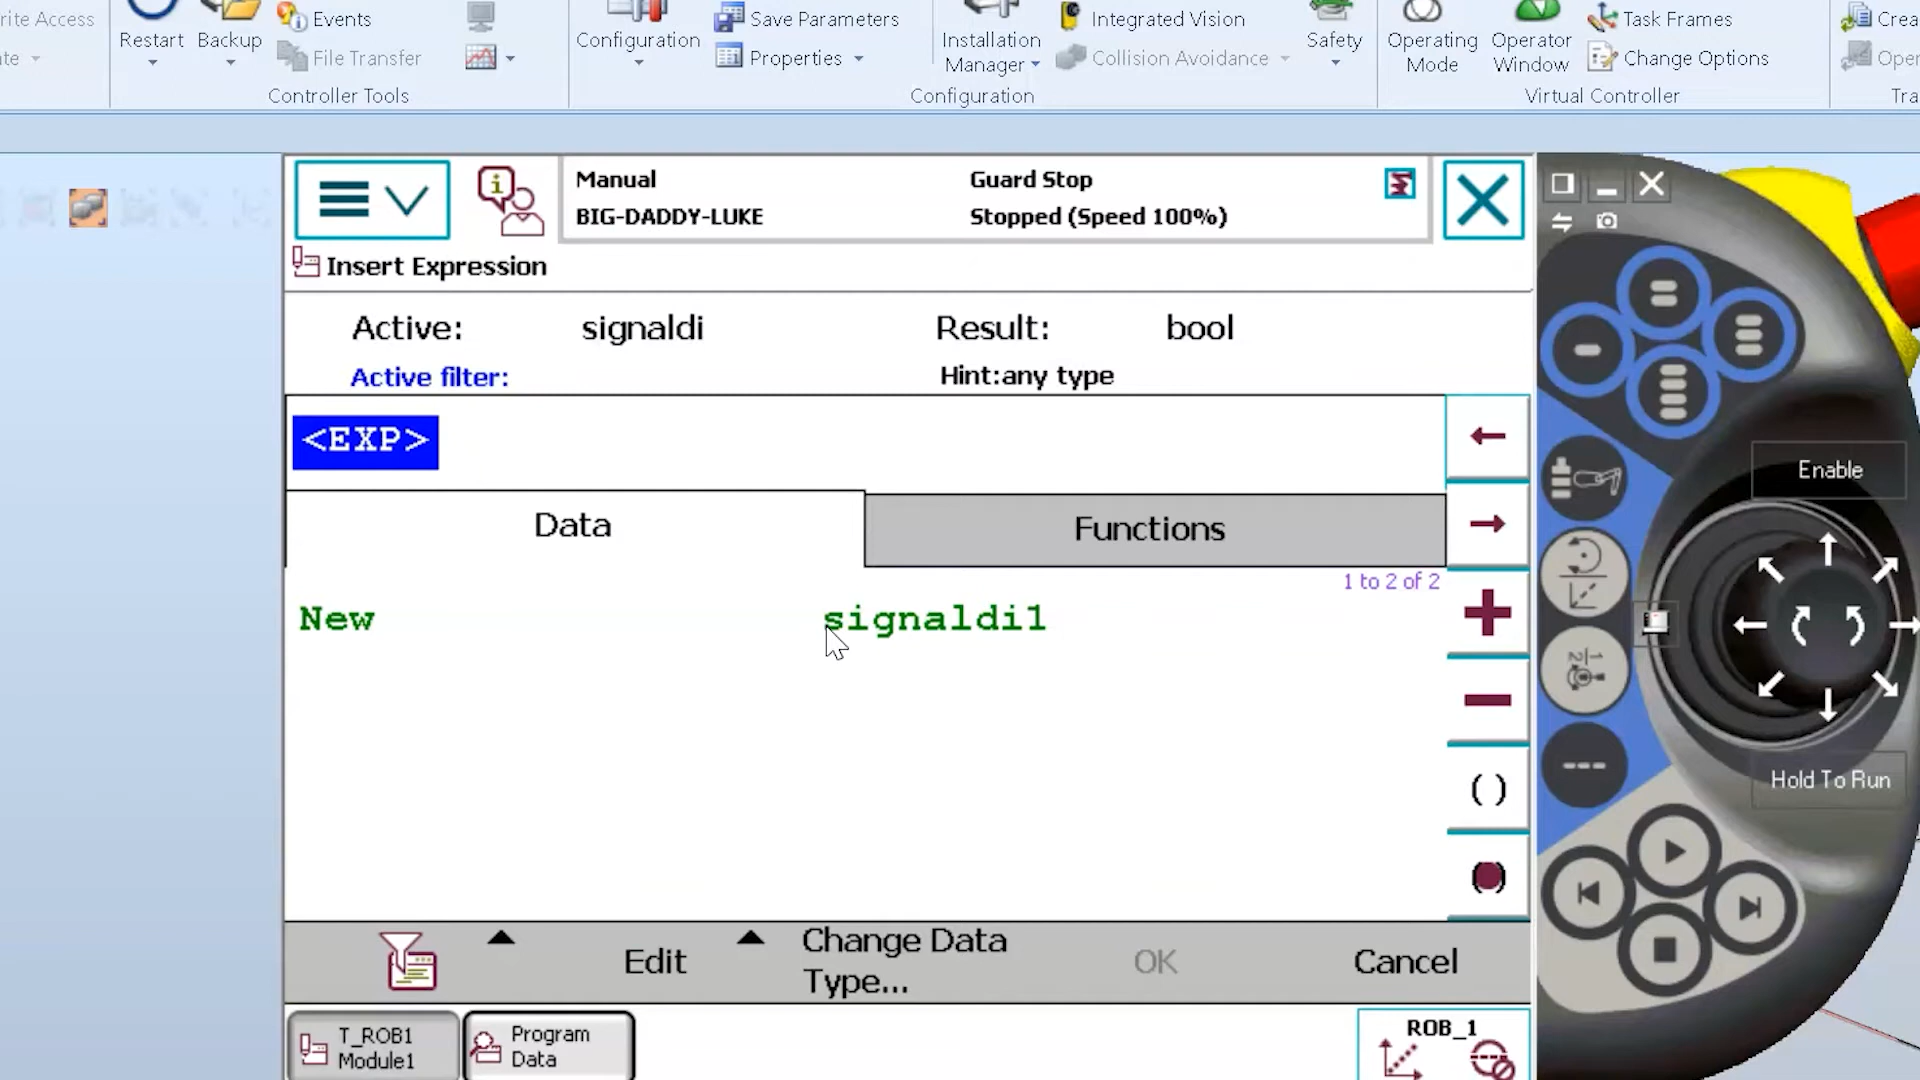 rite Access
Restart
Backup
Events
File Transfer
Controller Tools
Configuration
Save Parameters
Properties
Installation
Manager
Integrated Vision
Collision Avoidance
Configuration
Safety
Operating
Mode
Operator
Window
Task Frames
Change Options
Virtual Controller
Crea
Oper
Tra
ate
Manual
BIG-DADDY-LUKE
Guard Stop
Stopped (Speed 100%)
Insert Expression
Active: signaldi Result: bool
Active filter: Hint:any type
<EXP>
Data Functions
1 to 2 of 2
New signaldi1
( )
Edit
Change Data
Type...
OK
Cancel
T_ROB1
Module1
Program
Data
ROB_1
Enable
Hold To Run